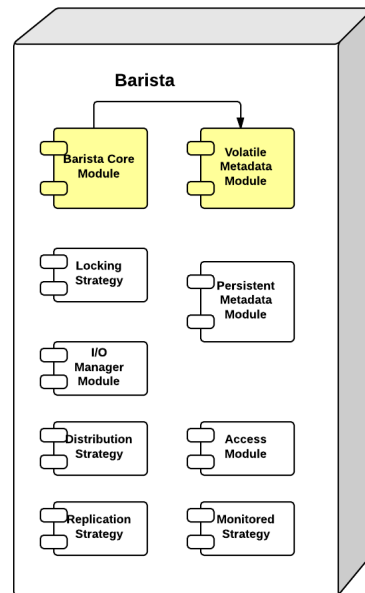 Barista
Barista Core
Module
Volatile
Metadata
Module
Locking
Strategy
Persistent
Metadata
Module
I/O
Manager
Module
Distribution
Strategy
Access
Module
Replication
Strategy
Monitored
Strategy